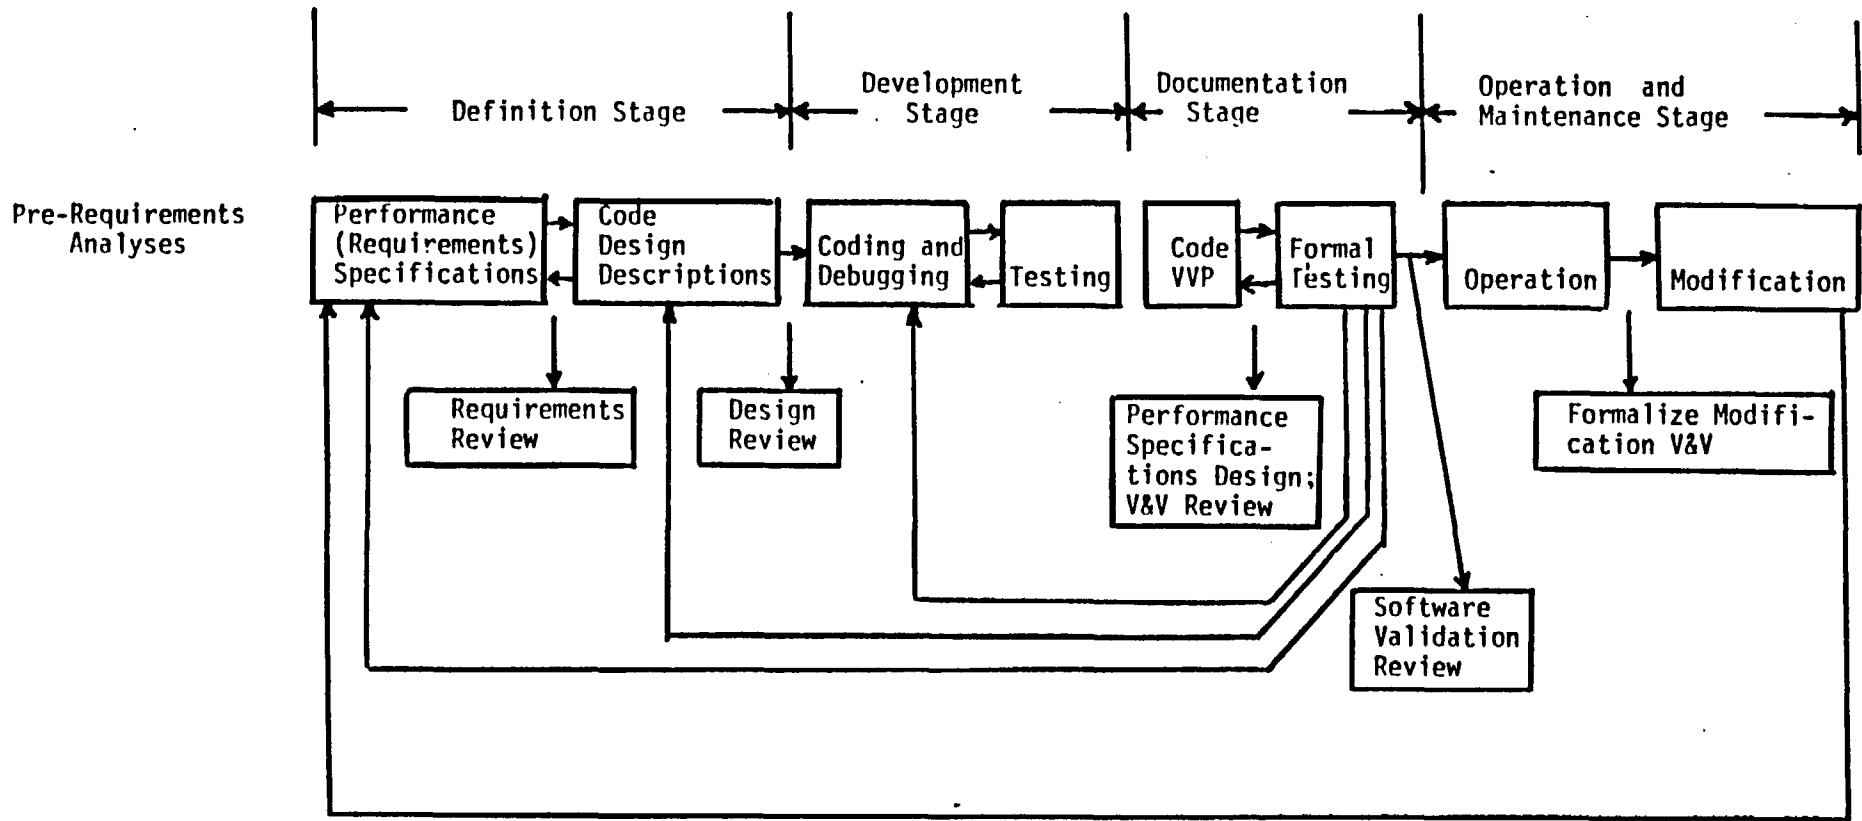 Definition Stage
Development
Stage
Documentation
Stage
Operation and
Maintenance Stage
Pre-Requirements
Analyses
Performance
(Requirements)
Specifications
Code
Design
Descriptions
Coding and
Debugging
Testing
Code
VVP
Formal
Testing
Operation
Modification
Requirements
Review
Design
Review
Performance
Specifica-
tions Design;
V&V Review
Formalize Modifi-
cation V&V
Software
Validation
Review